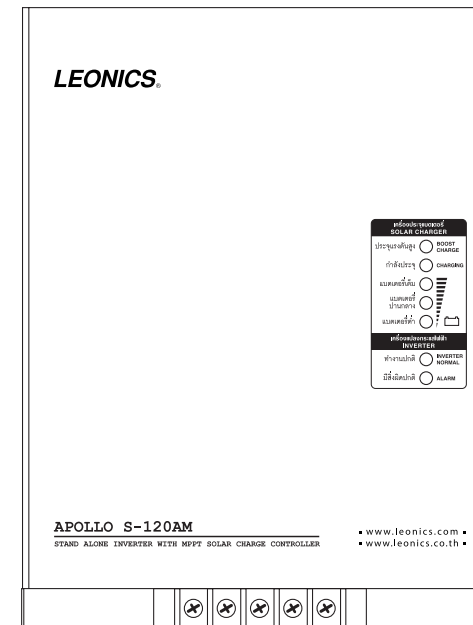 LEONICS®
เครื่องประจุแบตเตอรี่
SOLAR CHARGER
ประจุแรงดันสูง BOOST CHARGE
กำลังประจุ CHARGING
แบตเตอรี่เต็ม
แบตเตอรี่ปานกลาง
แบตเตอรี่ต่ำ
เครื่องแปลงกระแสไฟฟ้า
INVERTER
ทำงานปกติ INVERTER NORMAL
มีสิ่งผิดปกติ ALARM
APOLLO S-120AM
STAND ALONE INVERTER WITH MPPT SOLAR CHARGE CONTROLLER
▪ www.leonics.com ▪
▪ www.leonics.co.th ▪